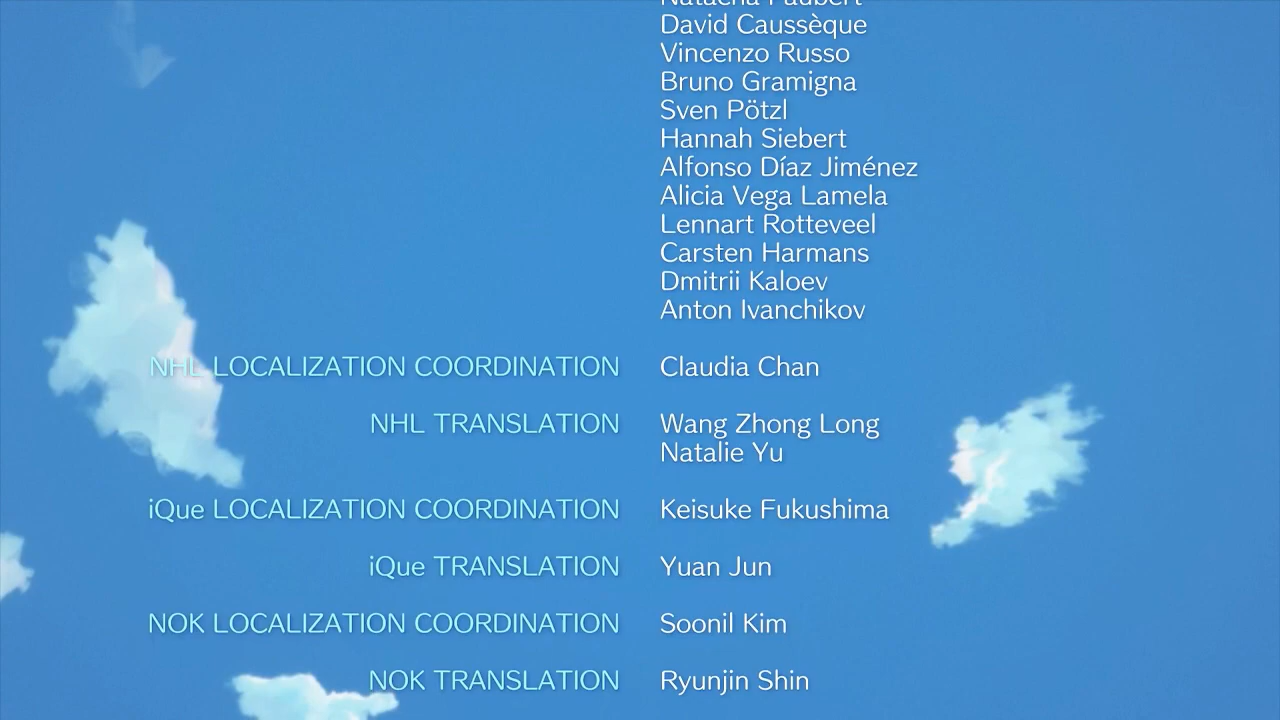 Natacha Paubert
David Caussèque
Vincenzo Russo
Bruno Gramigna
Sven Pötzl
Hannah Siebert
Alfonso Díaz Jiménez
Alicia Vega Lamela
Lennart Rotteveel
Carsten Harmans
Dmitrii Kaloev
Anton Ivanchikov
NHL LOCALIZATION COORDINATION Claudia Chan
NHL TRANSLATION Wang Zhong Long
Natalie Yu
iQue LOCALIZATION COORDINATION Keisuke Fukushima
iQue TRANSLATION Yuan Jun
NOK LOCALIZATION COORDINATION Soonil Kim
NOK TRANSLATION Ryunjin Shin